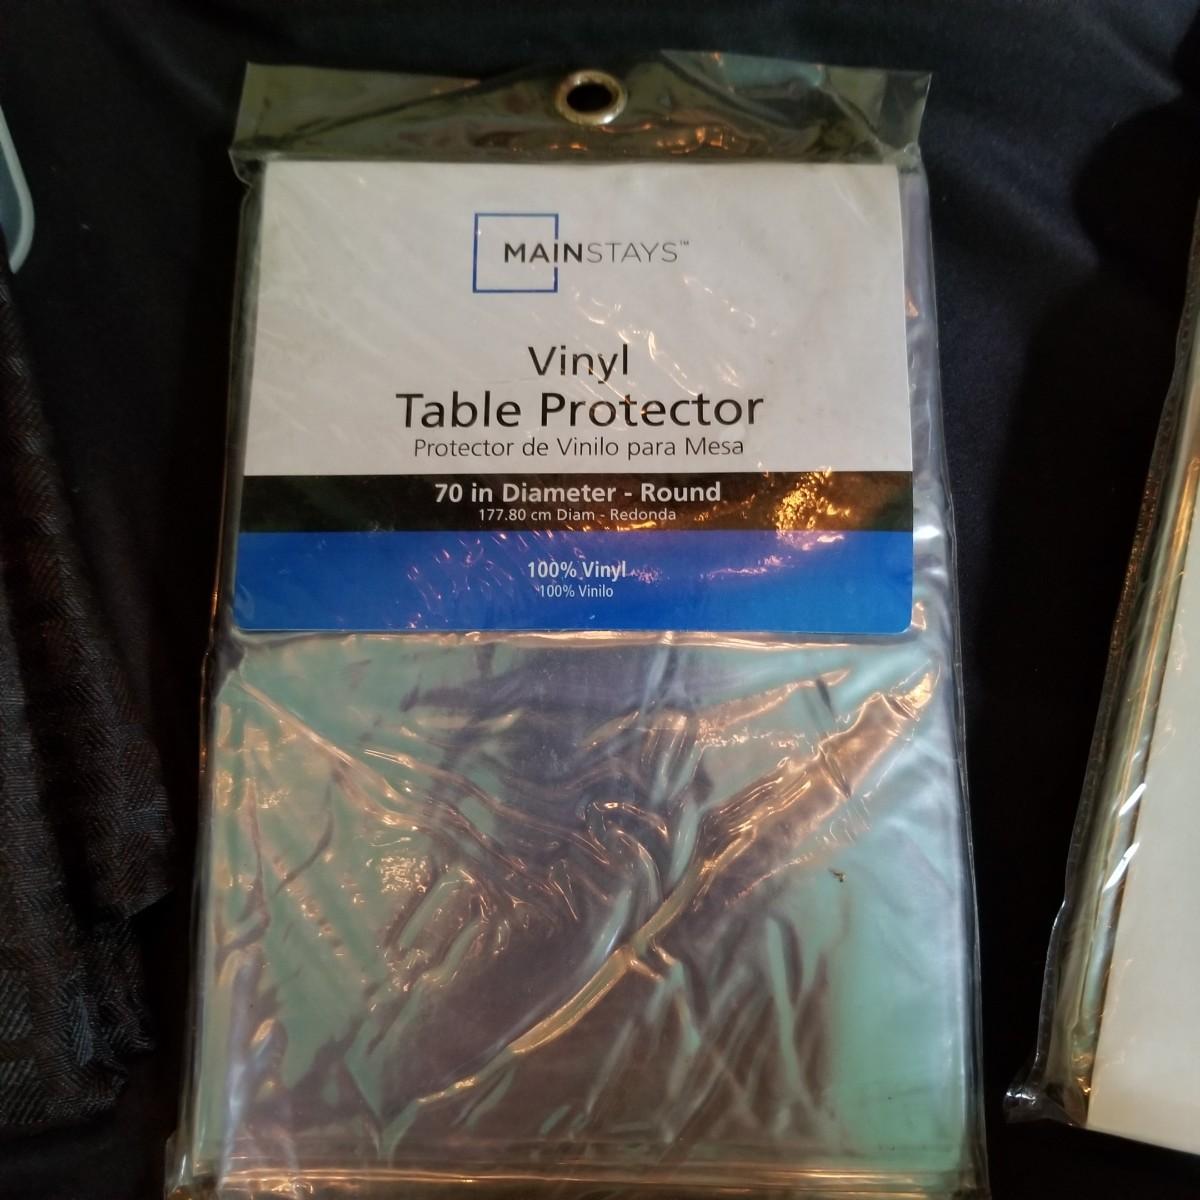 MAINSTAYS™
Vinyl
Table Protector
Protector de Vinilo para Mesa
70 in Diameter - Round
177.80 cm Diam - Redonda
100% Vinyl
100% Vinilo